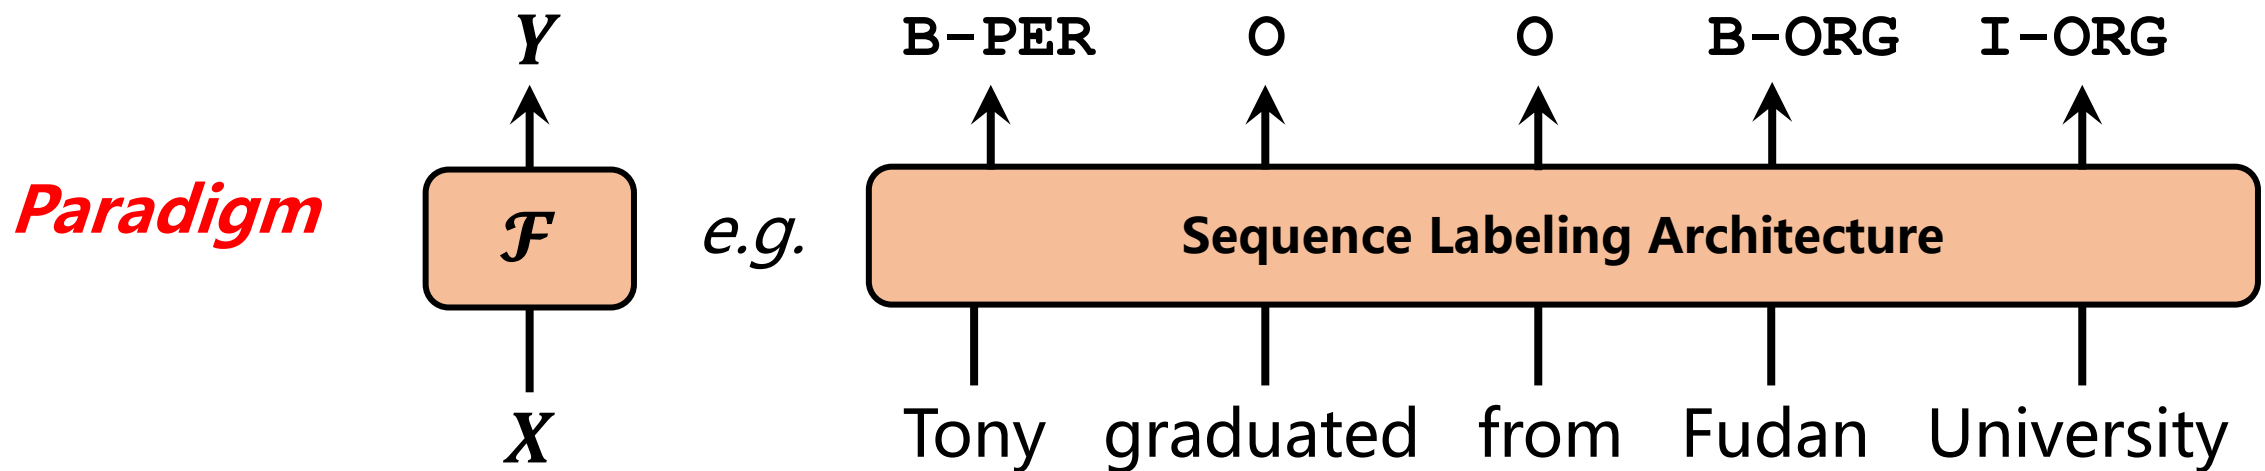 Y B-PER O O B-ORG I-ORG
Paradigm ℱ e.g. Sequence Labeling Architecture
X Tony graduated from Fudan University